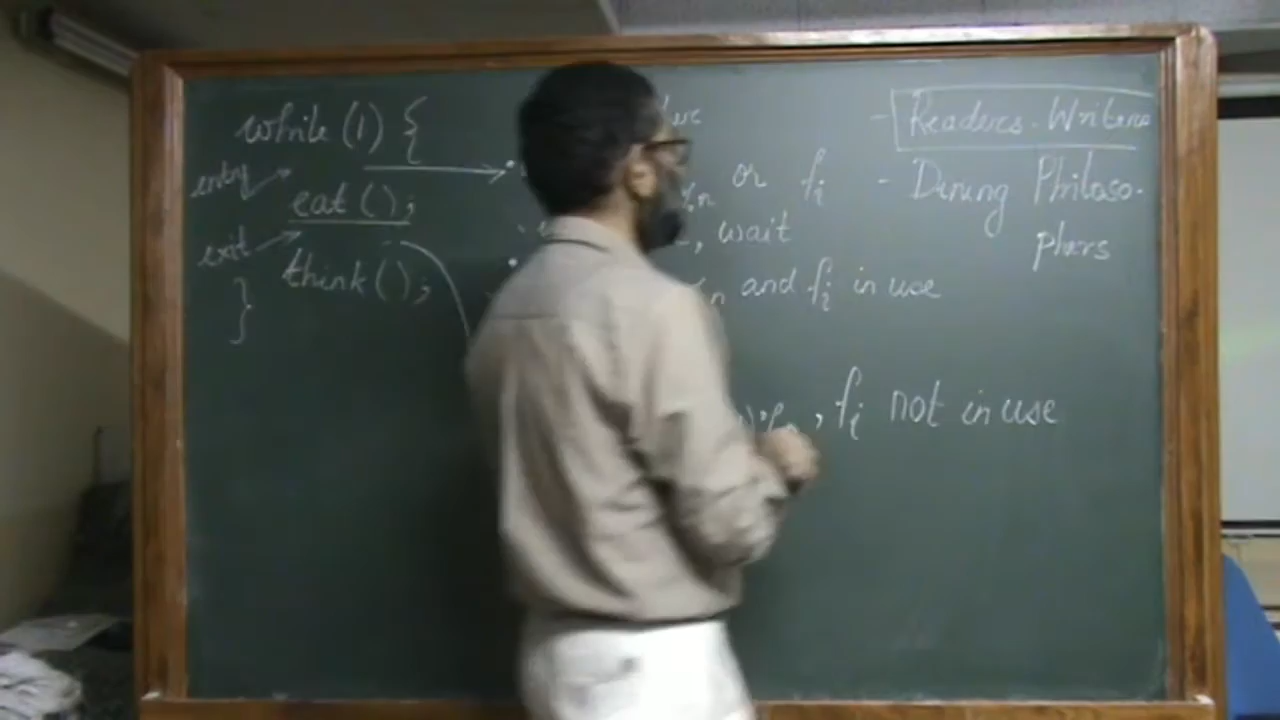 while (1) {
entry
eat ();
exit
think ();
}
or fi
, wait
n and fi in use
, fi not in use
- Readers-Writers
- Dining Philoso-
phers